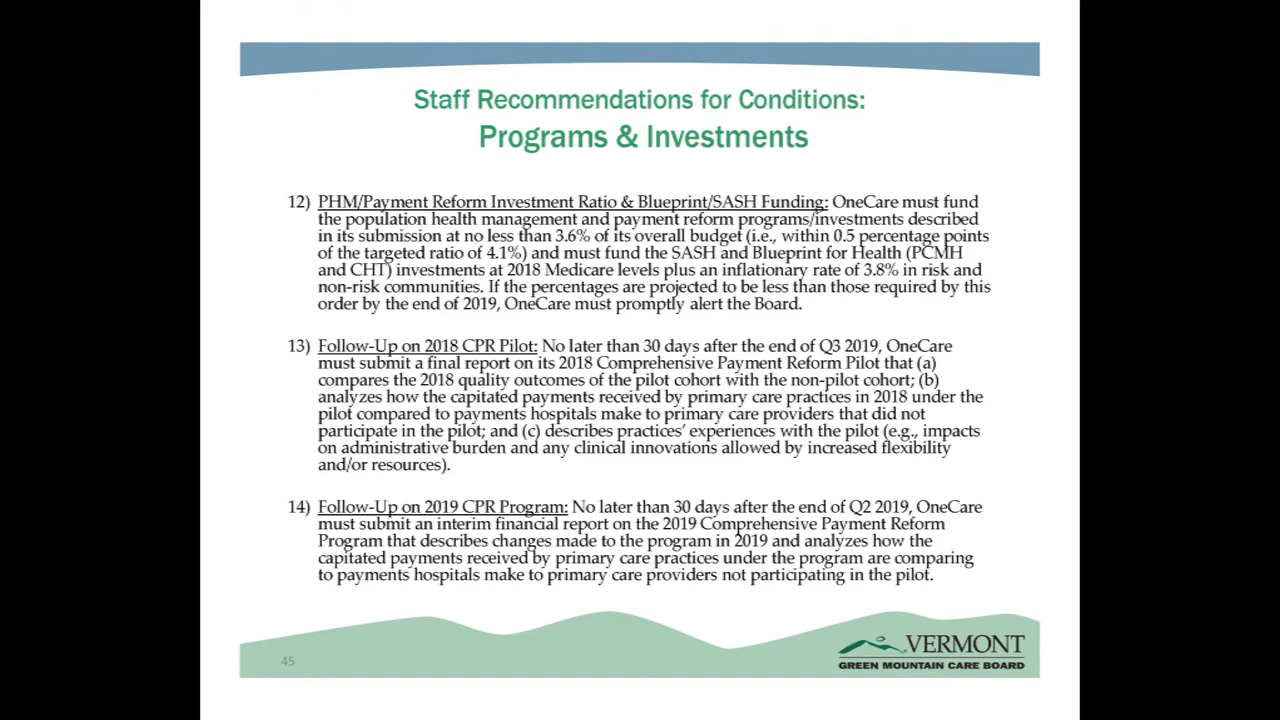 Staff Recommendations for Conditions:
Programs & Investments
12) PHM/Payment Reform Investment Ratio & Blueprint/SASH Funding: OneCare must fund
the population health management and payment reform programs/investments described
in its submission at no less than 3.6% of its overall budget (i.e., within 0.5 percentage points
of the targeted ratio of 4.1%) and must fund the SASH and Blueprint for Health (PCMH
and CHT) investments at 2018 Medicare levels plus an inflationary rate of 3.8% in risk and
non-risk communities. If the percentages are projected to be less than those required by this
order by the end of 2019, OneCare must promptly alert the Board.
13) Follow-Up on 2018 CPR Pilot: No later than 30 days after the end of Q3 2019, OneCare
must submit a final report on its 2018 Comprehensive Payment Reform Pilot that (a)
compares the 2018 quality outcomes of the pilot cohort with the non-pilot cohort; (b)
analyzes how the capitated payments received by primary care practices in 2018 under the
pilot compared to payments hospitals make to primary care providers that did not
participate in the pilot; and (c) describes practices' experiences with the pilot (e.g., impacts
on administrative burden and any clinical innovations allowed by increased flexibility
and/or resources).
14) Follow-Up on 2019 CPR Program: No later than 30 days after the end of Q2 2019, OneCare
must submit an interim financial report on the 2019 Comprehensive Payment Reform
Program that describes changes made to the program in 2019 and analyzes how the
capitated payments received by primary care practices under the program are comparing
to payments hospitals make to primary care providers not participating in the pilot.
45
VERMONT
GREEN MOUNTAIN CARE BOARD